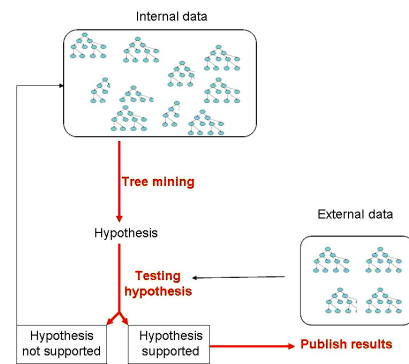 Internal data
Tree mining
Hypothesis
External data
Testing
hypothesis
Hypothesis
not supported
Hypothesis
supported
Publish results